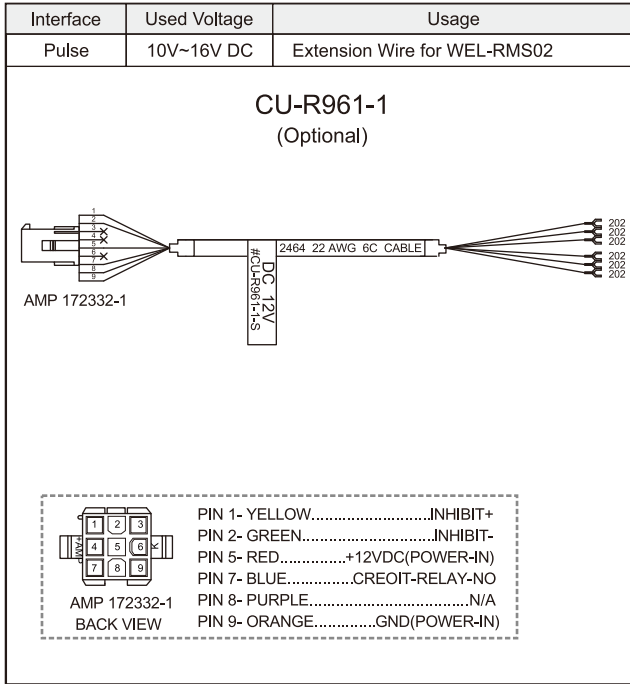 Interface Used Voltage Usage
Pulse 10V~16V DC Extension Wire for WEL-RMS02
CU-R961-1
(Optional)
1
2
3
4
5
6
7
8
9
AMP 172332-1
DC 12V
#CU-R961-1-S
2464 22 AWG 6C CABLE
202
202
202
202
202
202
1 2 3
4 5 6
7 8 9
+AMP
K
AMP 172332-1
BACK VIEW
PIN 1- YELLOW............................INHIBIT+
PIN 2- GREEN..............................INHIBIT-
PIN 5- RED...............+12VDC(POWER-IN)
PIN 7- BLUE...............CREOIT-RELAY-NO
PIN 8- PURPLE....................................N/A
PIN 9- ORANGE..............GND(POWER-IN)